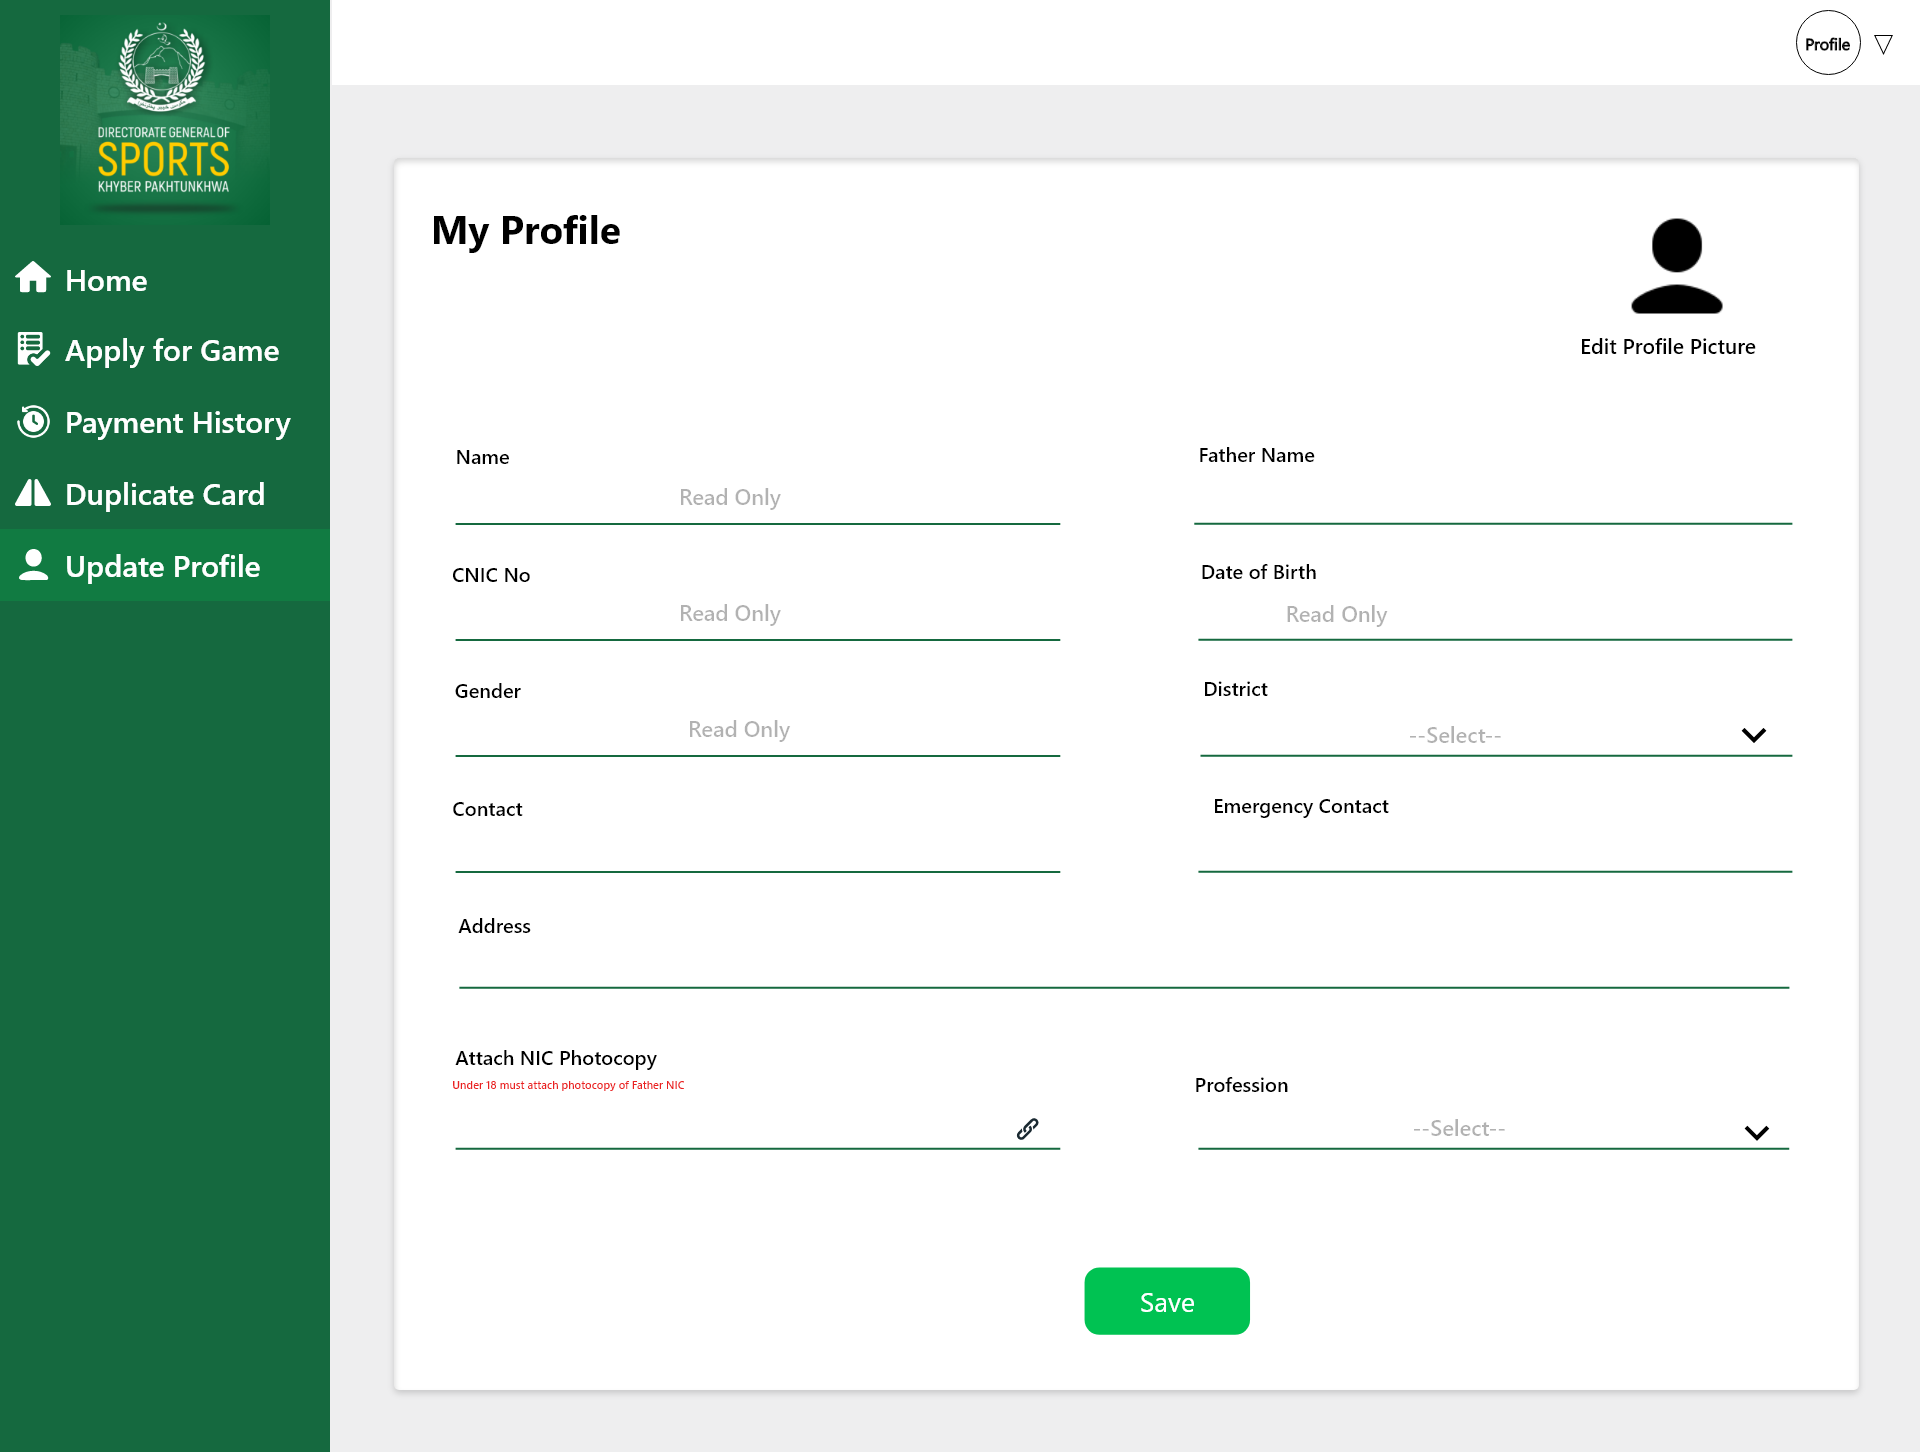 DIRECTORATE GENERAL OF
SPORTS
KHYBER PAKHTUNKHWA
Home
Apply for Game
Payment History
Duplicate Card
Update Profile
Profile
My Profile
Edit Profile Picture
Name
Read Only
Father Name
CNIC No
Read Only
Date of Birth
Read Only
Gender
Read Only
District
--Select--
Contact
Emergency Contact
Address
Attach NIC Photocopy
Under 18 must attach photocopy of Father NIC
Profession
--Select--
Save